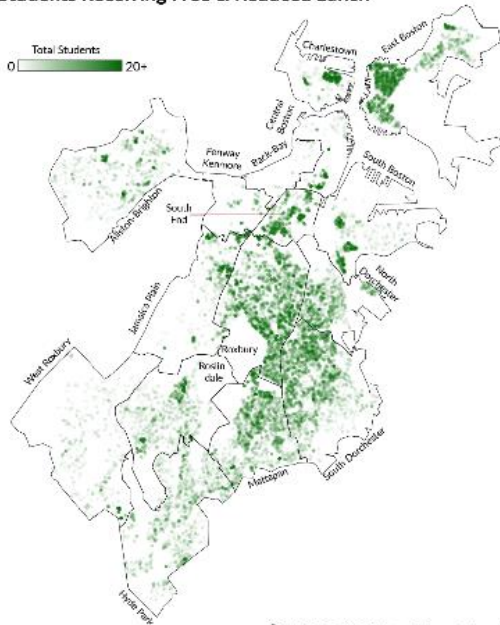 Students Receiving Free & Reduced Lunch
Total Students
0 20+
Charlestown
East Boston
Central
Boston
Back-Bay
Fenway
Kenmore
South Boston
South
End
Allston-Brighton
North
Dorchester
Jamaica Plain
West Roxbury
Roxbury
Roslin
dale
Mattapan
South Dorchester
Hyde Park